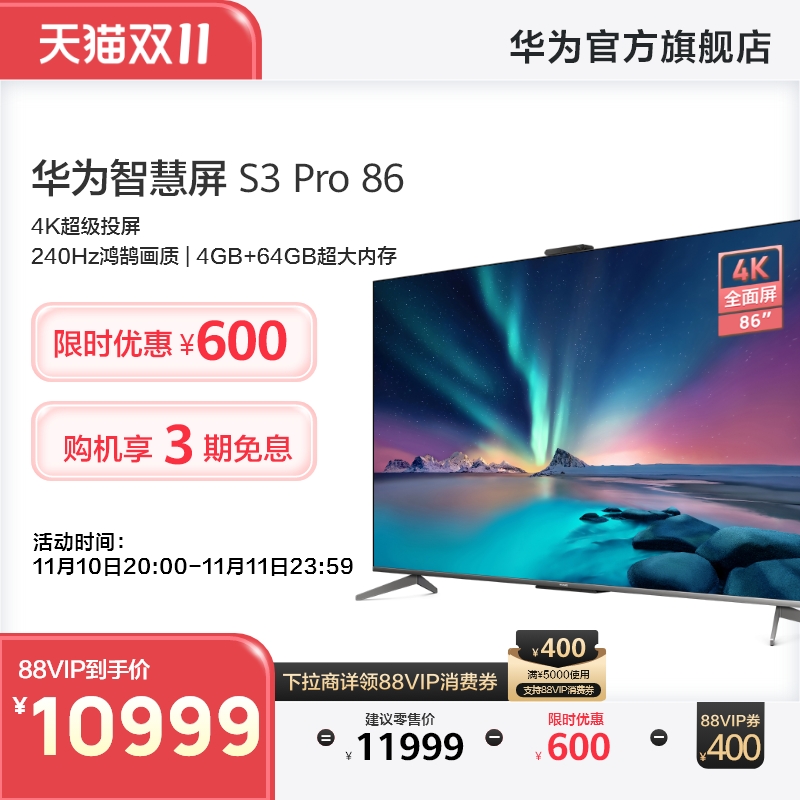 天猫双11
华为官方旗舰店
华为智慧屏 S3 Pro 86
4K超级投屏
240Hz鸿鹄画质 | 4GB+64GB超大内存
4K
全面屏
86”
限时优惠 ¥600
购机享 3 期免息
活动时间：
11月10日20:00-11月11日23:59
88VIP到手价
¥10999
下拉商详领88VIP消费券
¥400
满¥5000使用
支持88VIP消费券
= 建议零售价 ¥11999 - 限时优惠 ¥600 - 88VIP券 ¥400